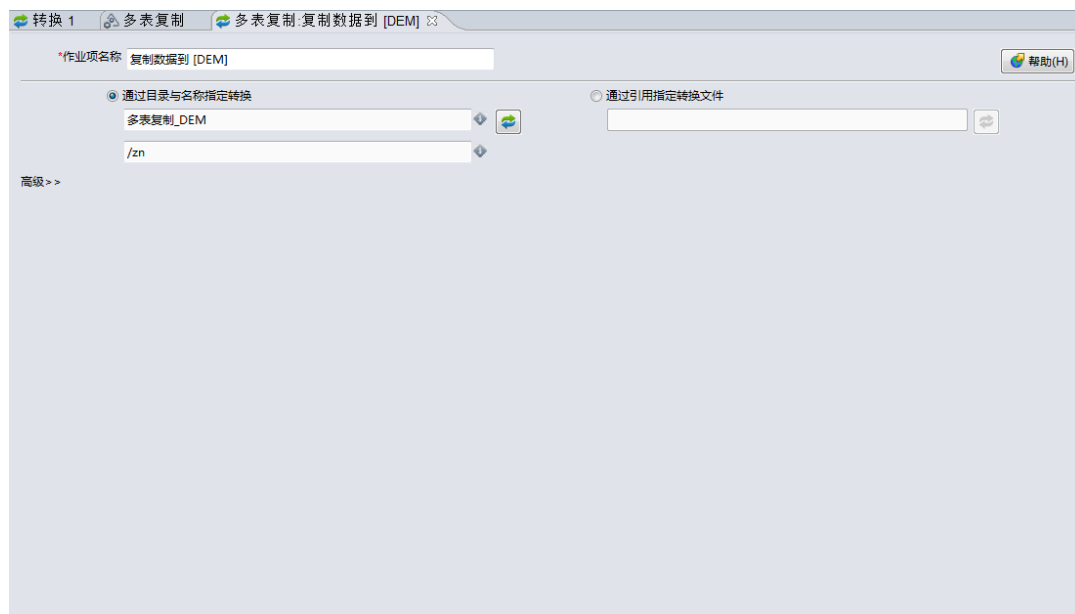 转换 1 多表复制 多表复制:复制数据到 [DEM]
*作业项名称 复制数据到 [DEM] 帮助(H)
通过目录与名称指定转换 通过引用指定转换文件
多表复制_DEM
/zn
高级>>